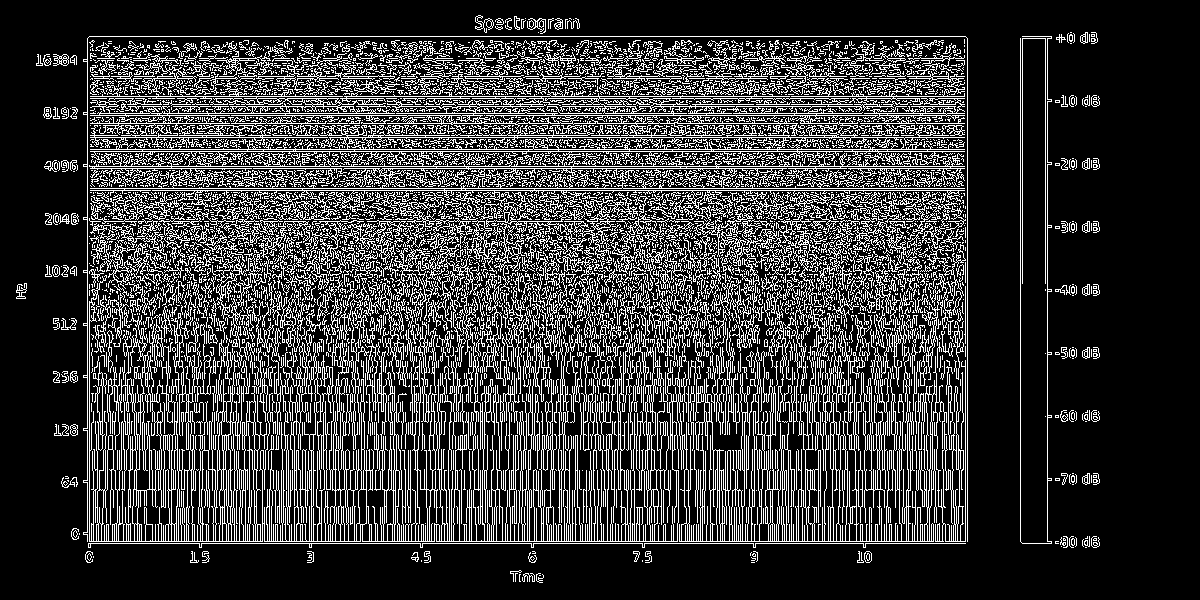 Spectrogram
16384
8192
4096
2048
1024
512
256
128
64
0
Hz
0 1.5 3 4.5 6 7.5 9 10
Time
+0 dB
-10 dB
-20 dB
-30 dB
-40 dB
-50 dB
-60 dB
-70 dB
-80 dB